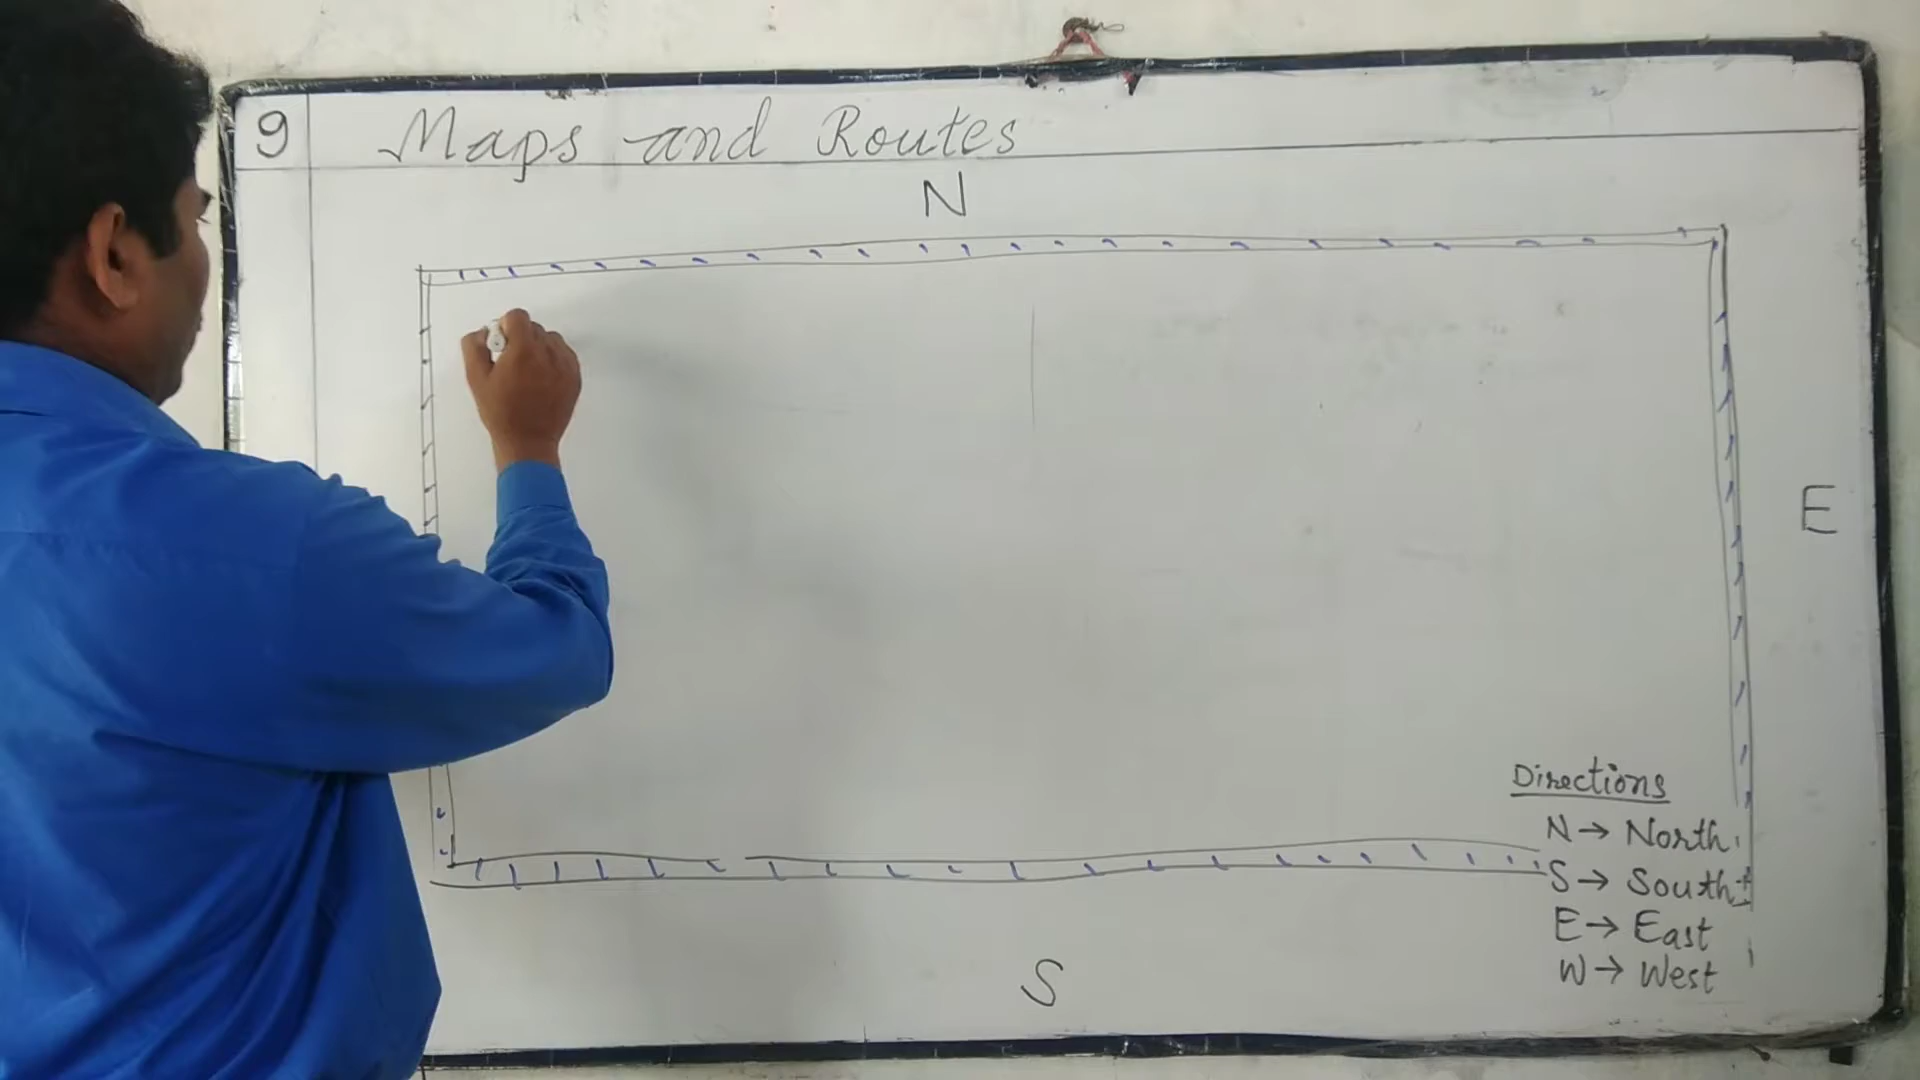 9 Maps and Routes
N
E
Directions
N → North
S → South
E → East
W → West
S